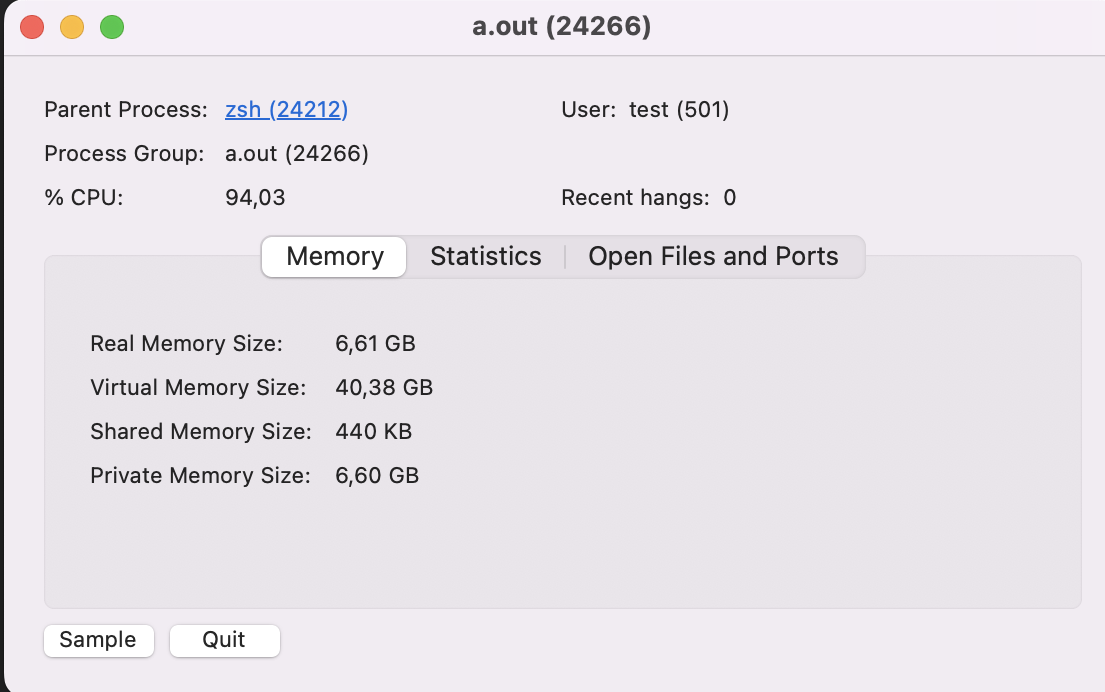 a.out (24266)
Parent Process: zsh (24212) User: test (501)
Process Group: a.out (24266)
% CPU: 94,03 Recent hangs: 0
Memory Statistics Open Files and Ports
Real Memory Size: 6,61 GB
Virtual Memory Size: 40,38 GB
Shared Memory Size: 440 KB
Private Memory Size: 6,60 GB
Sample Quit